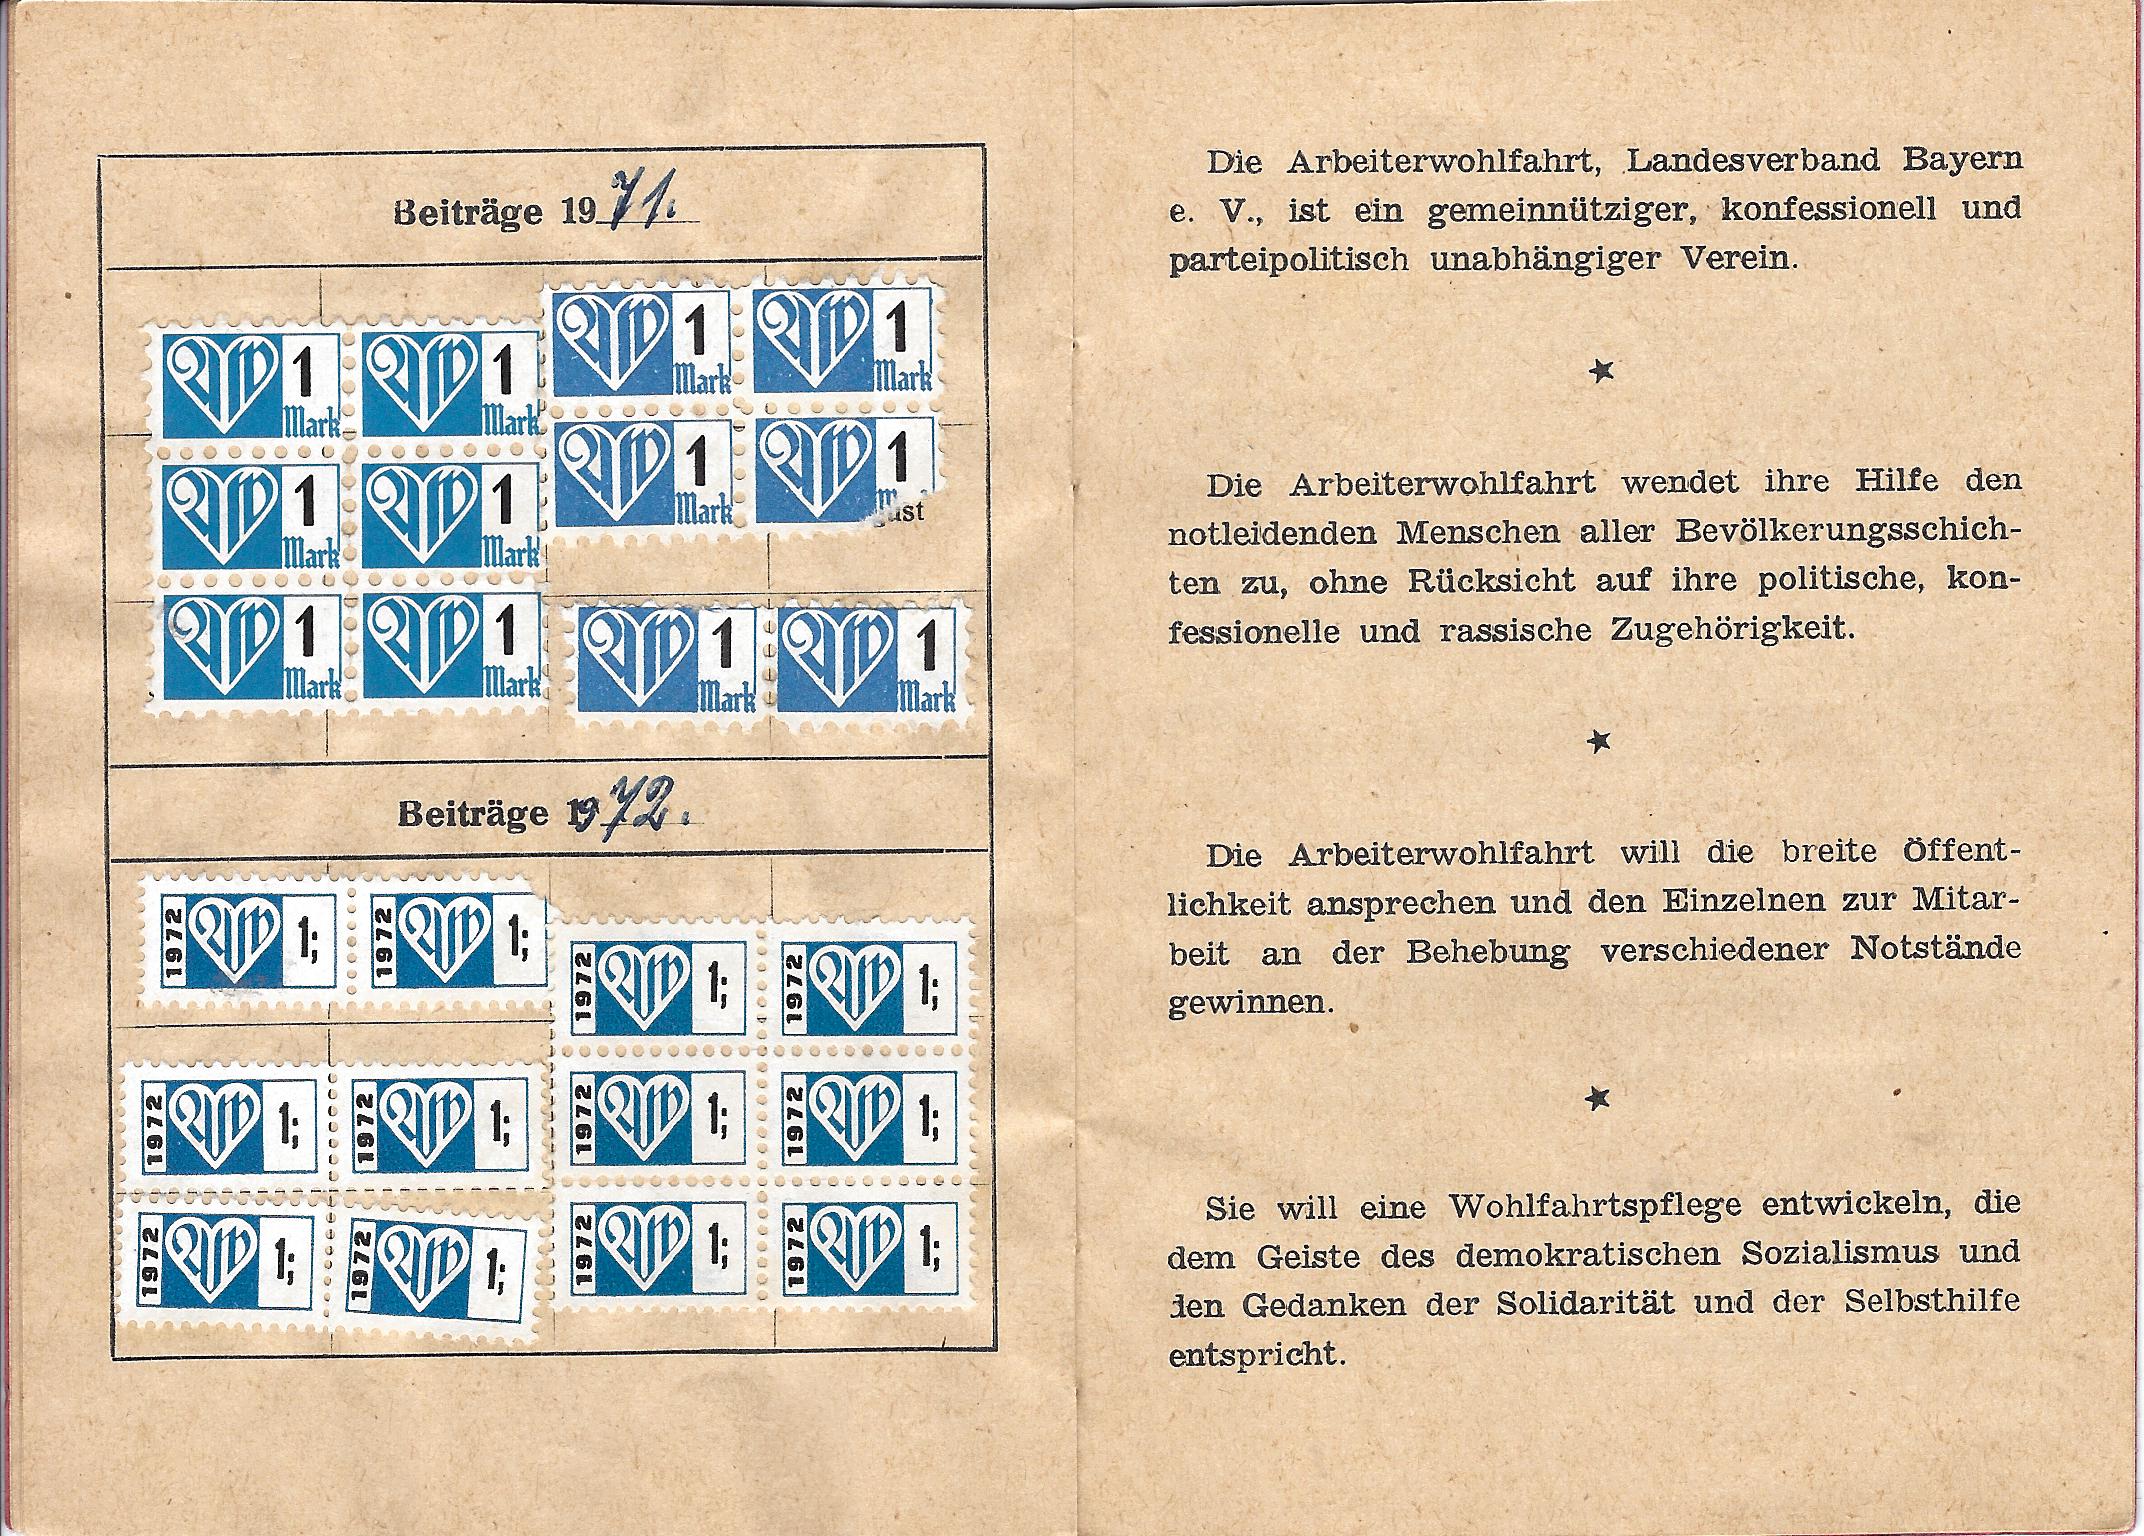 Beiträge 1971.
1 Mark 1 Mark
1 Mark 1 Mark
1 Mark 1 Mark
1 Mark 1 Mark
1 Mark 1 Mark
1 Mark 1 Mark
Beiträge 1972.
1972 1; 1972 1;
1972 1; 1972 1;
1972 1; 1972 1;
1972 1; 1972 1;
1972 1; 1972 1;
1972 1; 1972 1;
Die Arbeiterwohlfahrt, Landesverband Bayern
e. V., ist ein gemeinnütziger, konfessionell und
parteipolitisch unabhängiger Verein.
Die Arbeiterwohlfahrt wendet ihre Hilfe den
notleidenden Menschen aller Bevölkerungsschich-
ten zu, ohne Rücksicht auf ihre politische, kon-
fessionelle und rassische Zugehörigkeit.
Die Arbeiterwohlfahrt will die breite Öffent-
lichkeit ansprechen und den Einzelnen zur Mitar-
beit an der Behebung verschiedener Notstände
gewinnen.
Sie will eine Wohlfahrtspflege entwickeln, die
dem Geiste des demokratischen Sozialismus und
den Gedanken der Solidarität und der Selbsthilfe
entspricht.